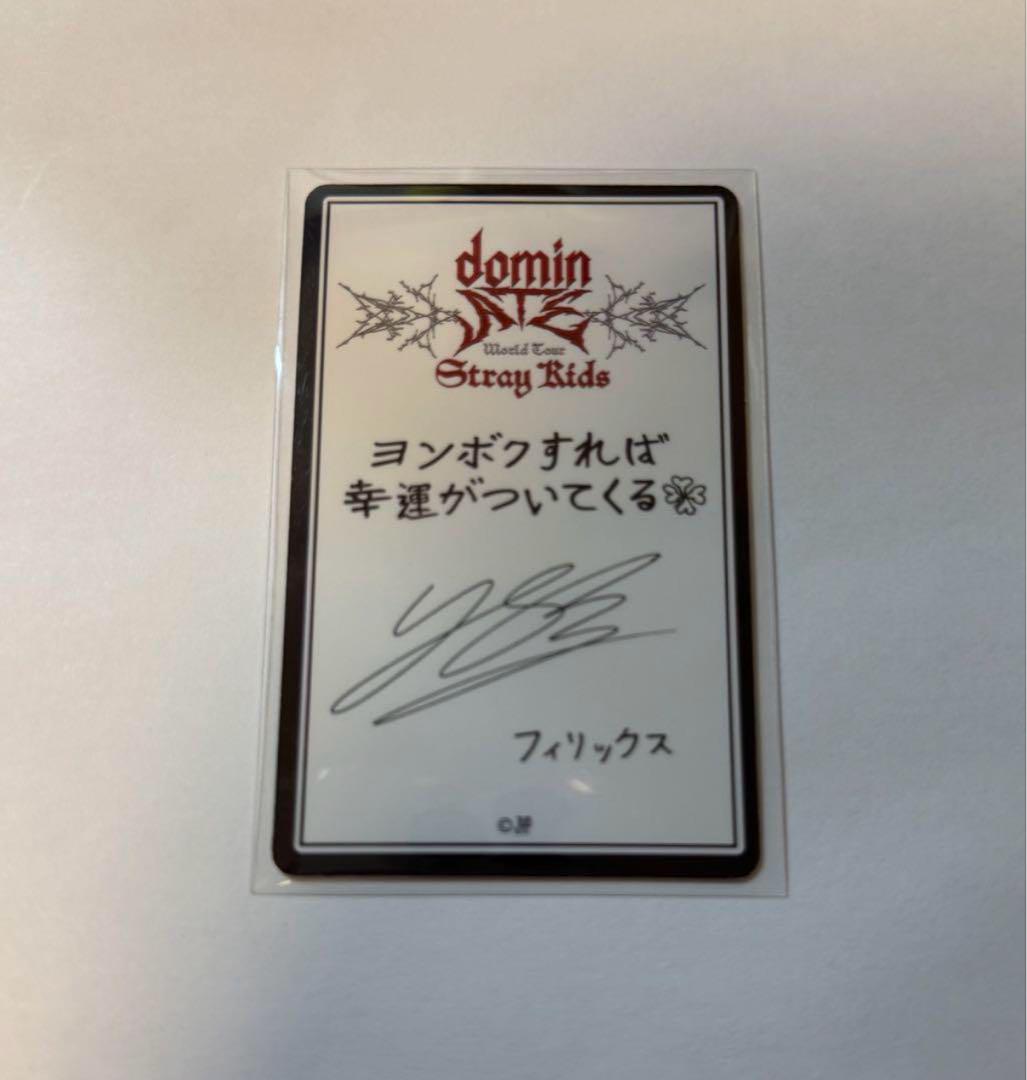 domin
ATE
World Tour
Stray Kids
ヨンボクすれば
幸運がついてくる
フィリックス
©